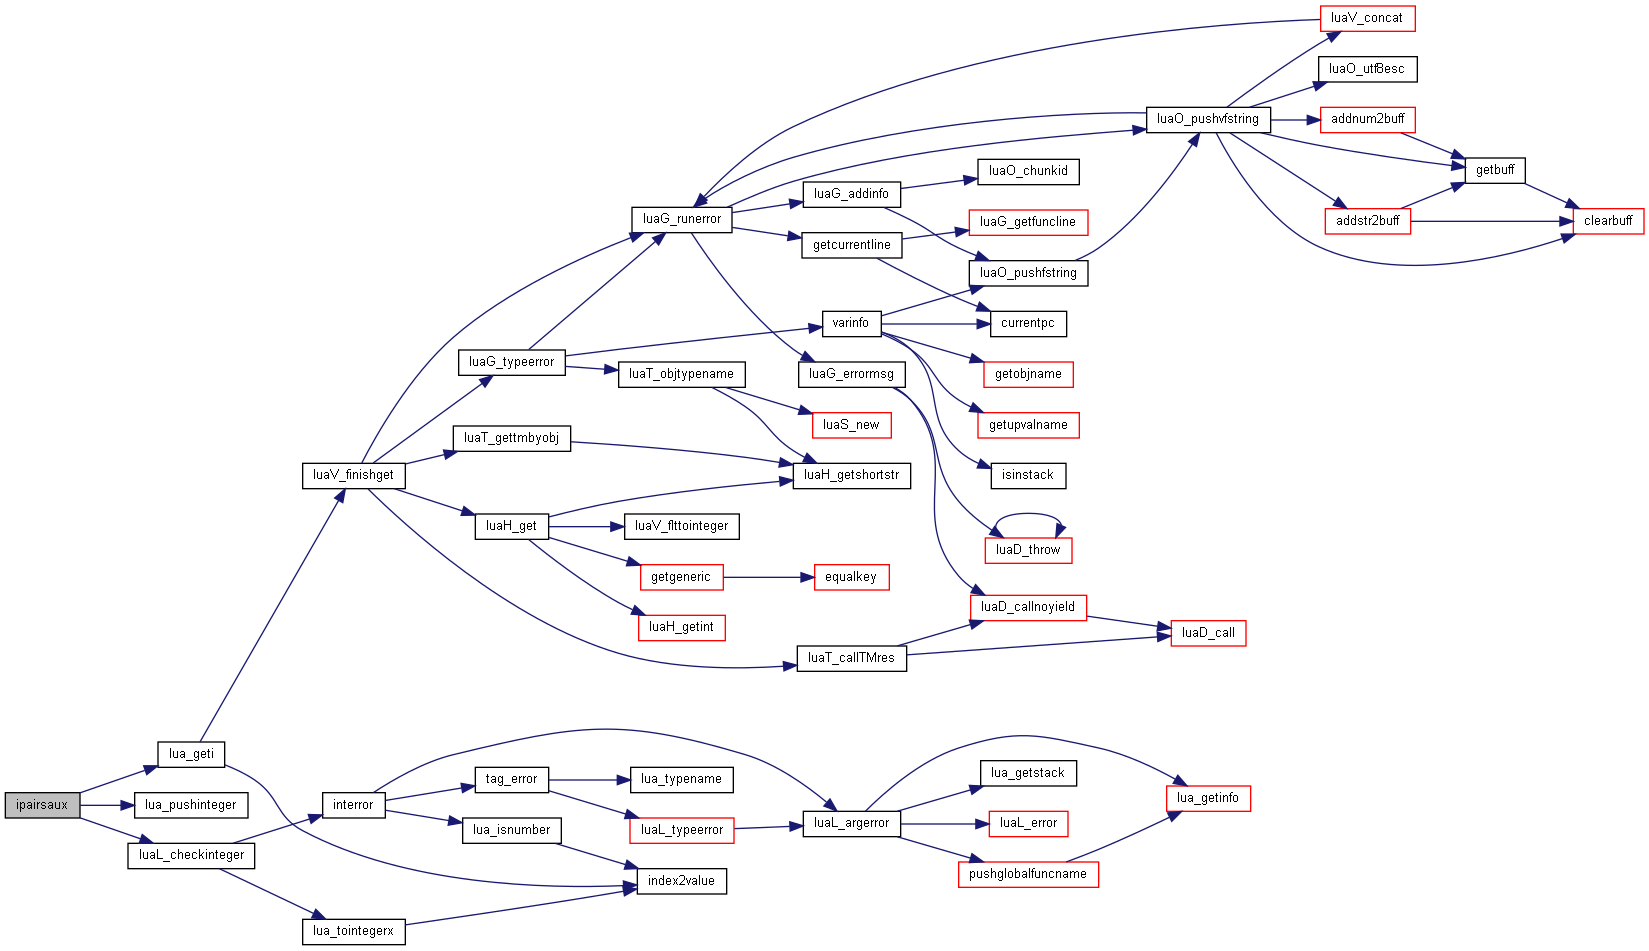 luaV_concat
luaO_utf8esc
luaO_pushvfstring
addnum2buff
getbuff
luaO_chunkid
luaG_addinfo
luaG_runerror
luaG_getfuncline
addstr2buff
clearbuff
getcurrentline
luaO_pushfstring
varinfo
currentpc
luaG_typeerror
luaT_objtypename
luaG_errormsg
getobjname
luaS_new
getupvalname
luaT_gettmbyobj
luaV_finishget
luaH_getshortstr
isinstack
luaH_get
luaV_flttointeger
luaD_throw
getgeneric
equalkey
luaD_callnoyield
luaH_getint
luaD_call
luaT_callTMres
lua_geti
lua_getstack
tag_error
lua_typename
ipairsaux
lua_pushinteger
interror
lua_getinfo
lua_isnumber
luaL_typeerror
luaL_argerror
luaL_error
luaL_checkinteger
pushglobalfuncname
index2value
lua_tointegerx